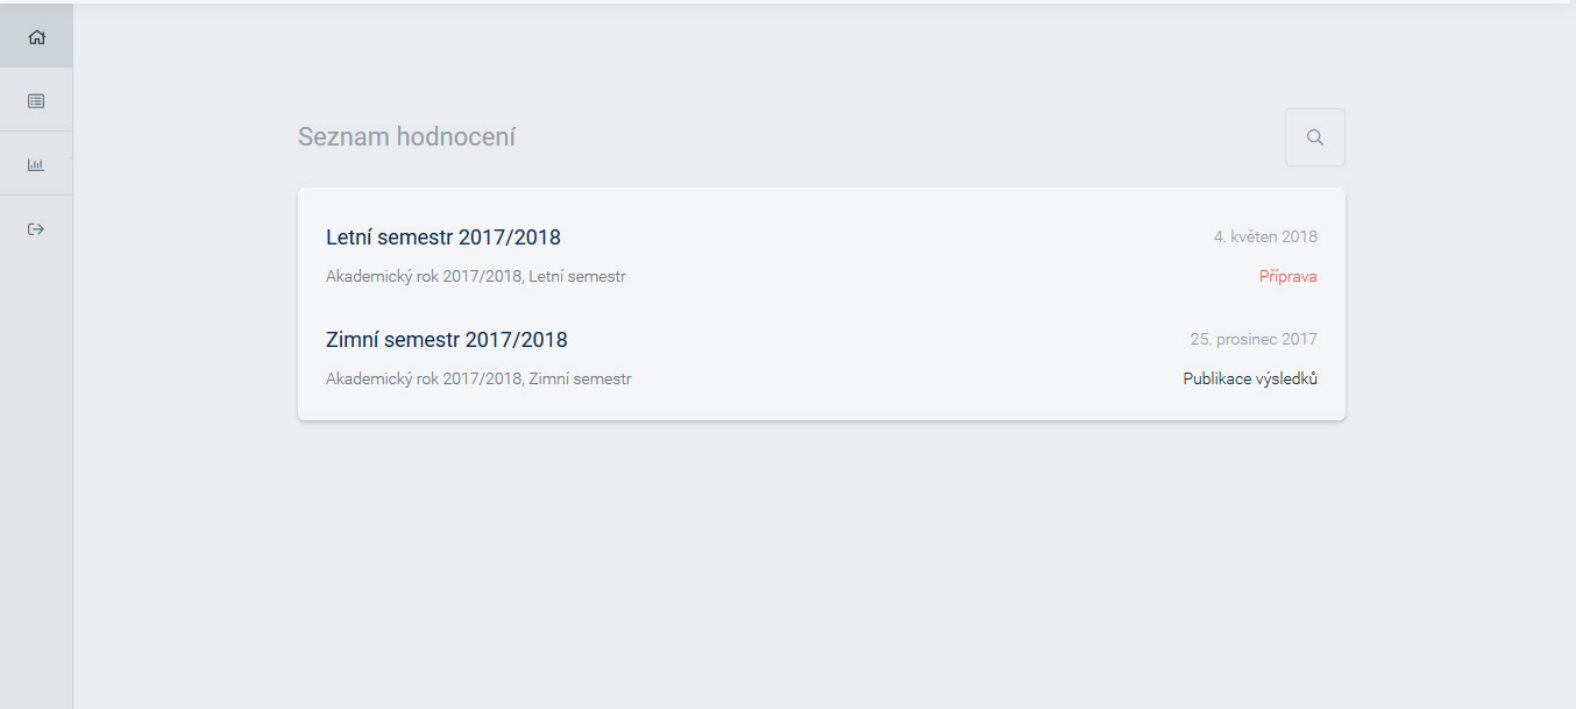 Seznam hodnocení
Letní semestr 2017/2018
4. květen 2018
Akademický rok 2017/2018, Letní semestr
Příprava
Zimní semestr 2017/2018
25. prosinec 2017
Akademický rok 2017/2018, Zimní semestr
Publikace výsledků